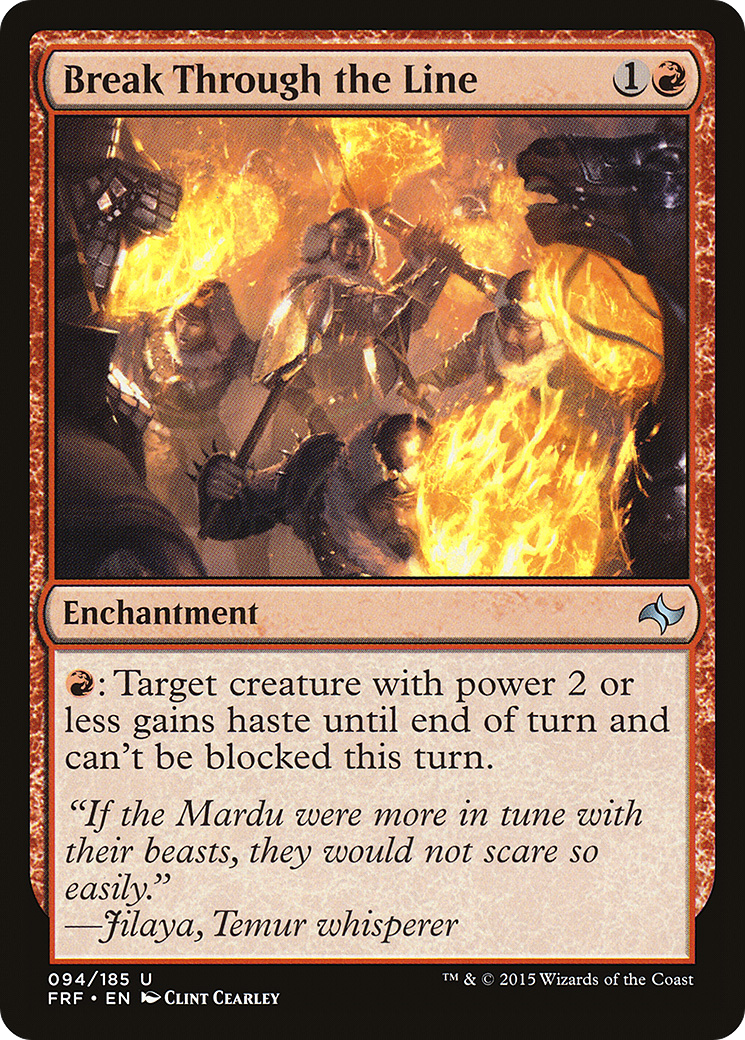 Break Through the Line 1
Enchantment
: Target creature with power 2 or
less gains haste until end of turn and
can't be blocked this turn.
“If the Mardu were more in tune with
their beasts, they would not scare so
easily.”
—Jilaya, Temur whisperer
094/185 U
FRF • EN Clint Cearley
™ & © 2015 Wizards of the Coast